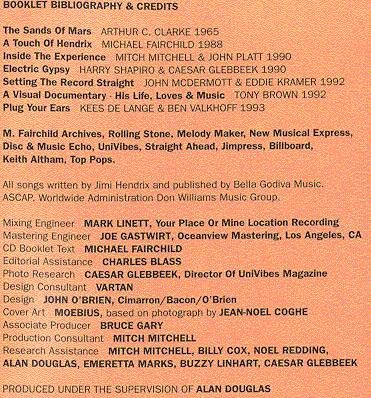 BOOKLET BIBLIOGRAPHY & CREDITS
The Sands Of Mars ARTHUR C. CLARKE 1965
A Touch Of Hendrix MICHAEL FAIRCHILD 1988
Inside The Experience MITCH MITCHELL & JOHN PLATT 1990
Electric Gypsy HARRY SHAPIRO & CAESAR GLEBBEEK 1990
Setting The Record Straight JOHN MCDERMOTT & EDDIE KRAMER 1992
A Visual Documentary - His Life, Loves & Music TONY BROWN 1992
Plug Your Ears KEES DE LANGE & BEN VALKHOFF 1993
M. Fairchild Archives, Rolling Stone, Melody Maker, New Musical Express,
Disc & Music Echo, UniVibes, Straight Ahead, Jimpress, Billboard,
Keith Altham, Top Pops.
All songs written by Jimi Hendrix and published by Bella Godiva Music.
ASCAP. Worldwide Administration Don Williams Music Group.
Mixing Engineer MARK LINETT, Your Place Or Mine Location Recording
Mastering Engineer JOE GASTWIRT, Oceanview Mastering, Los Angeles, CA
CD Booklet Text MICHAEL FAIRCHILD
Editorial Assistance CHARLES BLASS
Photo Research CAESAR GLEBBEEK, Director Of UniVibes Magazine
Design Consultant VARTAN
Design JOHN O'BRIEN, Cimarron/Bacon/O'Brien
Cover Art MOEBIUS, based on photograph by JEAN-NOEL COGHE
Associate Producer BRUCE GARY
Production Consultant MITCH MITCHELL
Research Assistance MITCH MITCHELL, BILLY COX, NOEL REDDING,
ALAN DOUGLAS, EMERETTA MARKS, BUZZY LINHART, CAESAR GLEBBEEK
PRODUCED UNDER THE SUPERVISION OF ALAN DOUGLAS